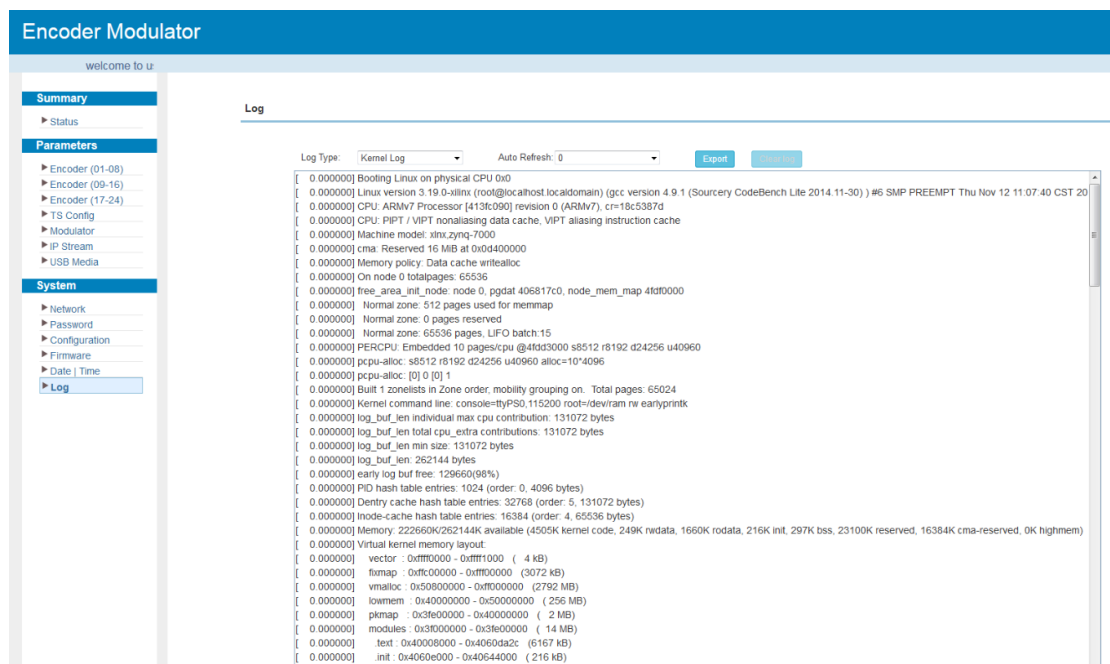 Encoder Modulator
welcome to u
Summary
Status
Parameters
Encoder (01-08)
Encoder (09-16)
Encoder (17-24)
TS Config
Modulator
IP Stream
USB Media
System
Network
Password
Configuration
Firmware
Date | Time
Log
Log
Log Type: Kernel Log Auto Refresh: 0 Export Clear log
[ 0.000000] Booting Linux on physical CPU 0x0
[ 0.000000] Linux version 3.19.0-xilinx (root@localhost.localdomain) (gcc version 4.9.1 (Sourcery CodeBench Lite 2014.11-30) ) #6 SMP PREEMPT Thu Nov 12 11:07:40 CST 20
[ 0.000000] CPU: ARMv7 Processor [413fc090] revision 0 (ARMv7), cr=18c5387d
[ 0.000000] CPU: PIPT / VIPT nonaliasing data cache, VIPT aliasing instruction cache
[ 0.000000] Machine model: xlnx,zynq-7000
[ 0.000000] cma: Reserved 16 MiB at 0x0d400000
[ 0.000000] Memory policy: Data cache writealloc
[ 0.000000] On node 0 totalpages: 65536
[ 0.000000] free_area_init_node: node 0, pgdat 406817c0, node_mem_map 4fdf0000
[ 0.000000] Normal zone: 512 pages used for memmap
[ 0.000000] Normal zone: 0 pages reserved
[ 0.000000] Normal zone: 65536 pages, LIFO batch:15
[ 0.000000] PERCPU: Embedded 10 pages/cpu @4fdd3000 s8512 r8192 d24256 u40960
[ 0.000000] pcpu-alloc: s8512 r8192 d24256 u40960 alloc=10*4096
[ 0.000000] pcpu-alloc: [0] 0 [0] 1
[ 0.000000] Built 1 zonelists in Zone order, mobility grouping on. Total pages: 65024
[ 0.000000] Kernel command line: console=ttyPS0,115200 root=/dev/ram rw earlyprintk
[ 0.000000] log_buf_len individual max cpu contribution: 131072 bytes
[ 0.000000] log_buf_len total cpu_extra contributions: 131072 bytes
[ 0.000000] log_buf_len min size: 131072 bytes
[ 0.000000] log_buf_len: 262144 bytes
[ 0.000000] early log buf free: 129660(98%)
[ 0.000000] PID hash table entries: 1024 (order: 0, 4096 bytes)
[ 0.000000] Dentry cache hash table entries: 32768 (order: 5, 131072 bytes)
[ 0.000000] Inode-cache hash table entries: 16384 (order: 4, 65536 bytes)
[ 0.000000] Memory: 222660K/262144K available (4505K kernel code, 249K rwdata, 1660K rodata, 216K init, 297K bss, 23100K reserved, 16384K cma-reserved, 0K highmem)
[ 0.000000] Virtual kernel memory layout:
[ 0.000000] vector : 0xffff0000 - 0xffff1000 ( 4 kB)
[ 0.000000] fixmap : 0xffc00000 - 0xfff00000 (3072 kB)
[ 0.000000] vmalloc : 0x50800000 - 0xff000000 (2792 MB)
[ 0.000000] lowmem : 0x40000000 - 0x50000000 ( 256 MB)
[ 0.000000] pkmap : 0x3fe00000 - 0x40000000 ( 2 MB)
[ 0.000000] modules : 0x3f000000 - 0x3fe00000 ( 14 MB)
[ 0.000000] .text : 0x40008000 - 0x4060da2c (6167 kB)
[ 0.000000] .init : 0x4060e000 - 0x40644000 ( 216 kB)